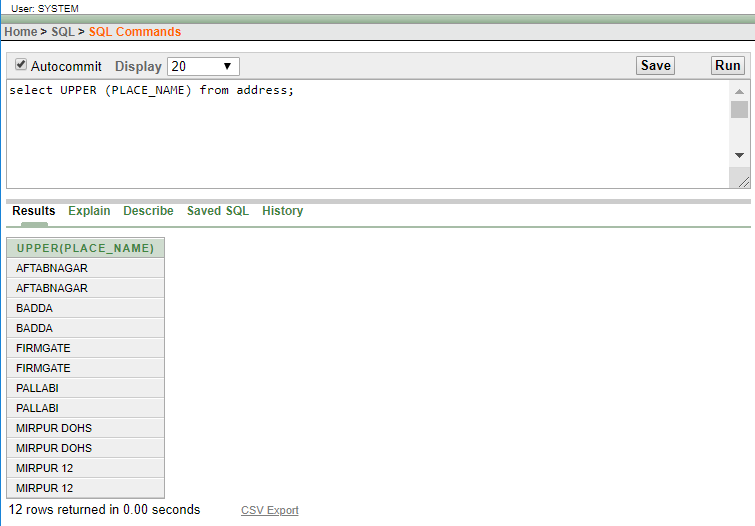 User: SYSTEM
Home > SQL > SQL Commands
Autocommit Display 20 Save Run
select UPPER (PLACE_NAME) from address;
Results Explain Describe Saved SQL History
UPPER(PLACE_NAME)
AFTABNAGAR
AFTABNAGAR
BADDA
BADDA
FIRMGATE
FIRMGATE
PALLABI
PALLABI
MIRPUR DOHS
MIRPUR DOHS
MIRPUR 12
MIRPUR 12
12 rows returned in 0.00 seconds CSV Export